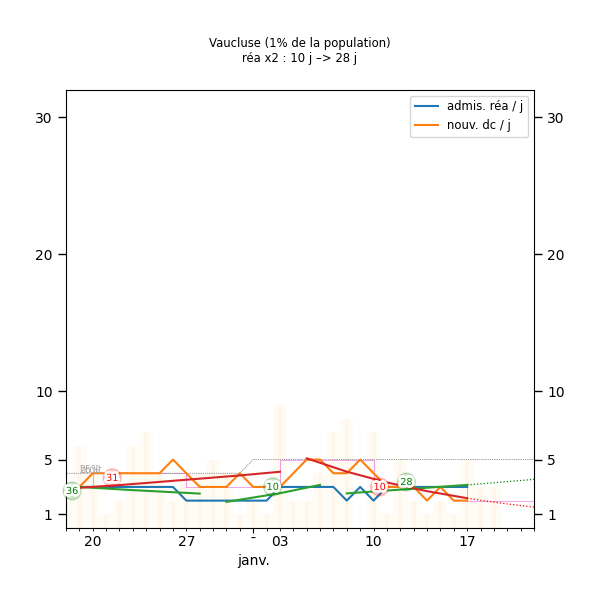 Vaucluse (1% de la population)
réa x2 : 10 j –> 28 j
admis. réa / j
nouv. dc / j
30 30
20 20
10 10
5 5
1 1
36 31 10 10 28
20 27 - 03 10 17
janv.